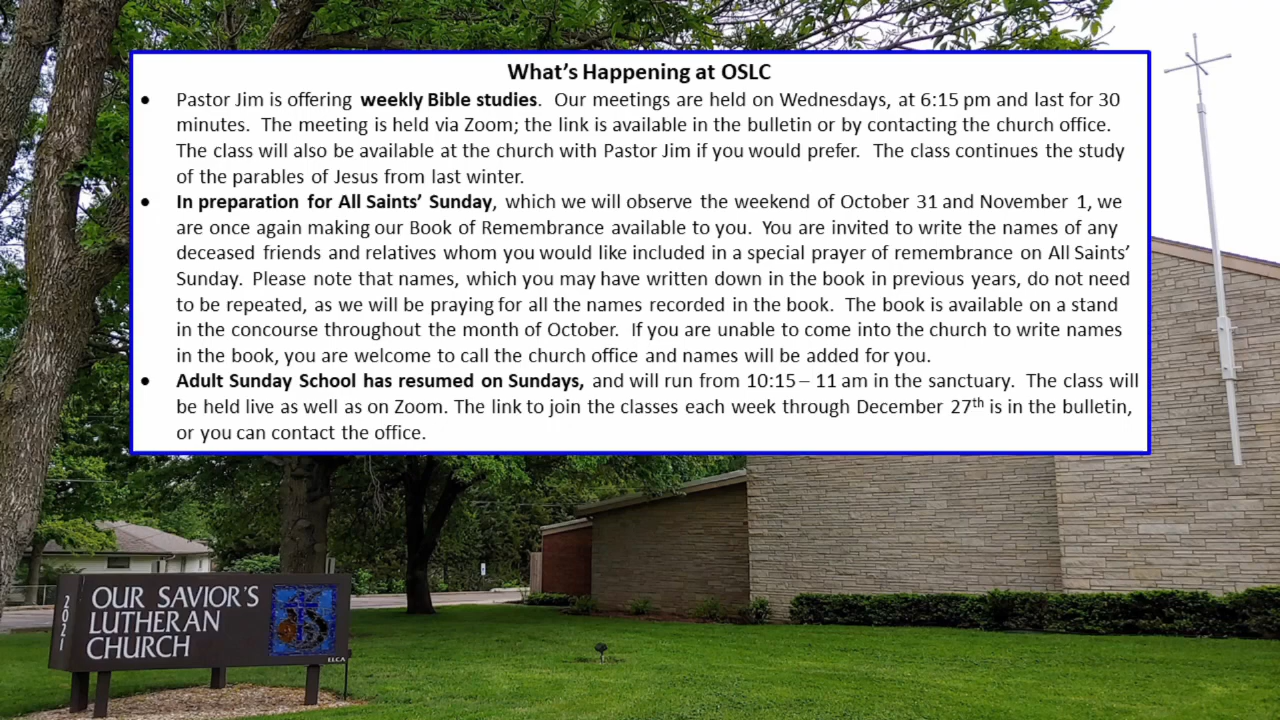 What's Happening at OSLC
• Pastor Jim is offering weekly Bible studies. Our meetings are held on Wednesdays, at 6:15 pm and last for 30
minutes. The meeting is held via Zoom; the link is available in the bulletin or by contacting the church office.
The class will also be available at the church with Pastor Jim if you would prefer. The class continues the study
of the parables of Jesus from last winter.
• In preparation for All Saints' Sunday, which we will observe the weekend of October 31 and November 1, we
are once again making our Book of Remembrance available to you. You are invited to write the names of any
deceased friends and relatives whom you would like included in a special prayer of remembrance on All Saints'
Sunday. Please note that names, which you may have written down in the book in previous years, do not need
to be repeated, as we will be praying for all the names recorded in the book. The book is available on a stand
in the concourse throughout the month of October. If you are unable to come into the church to write names
in the book, you are welcome to call the church office and names will be added for you.
• Adult Sunday School has resumed on Sundays, and will run from 10:15 – 11 am in the sanctuary. The class will
be held live as well as on Zoom. The link to join the classes each week through December 27th is in the bulletin,
or you can contact the office.
2021
OUR SAVIOR'S
LUTHERAN
CHURCH
ELCA